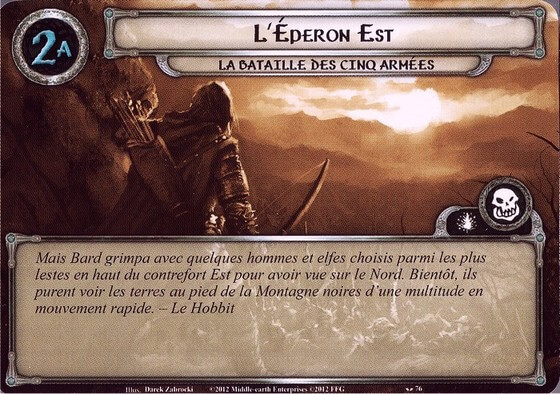 2A
L'Éperon Est
La Bataille des Cinq Armées
Mais Bard grimpa avec quelques hommes et elfes choisis parmi les plus
lestes en haut du contrefort Est pour avoir vue sur le Nord. Bientôt, ils
purent voir les terres au pied de la Montagne noires d'une multitude en
mouvement rapide. – Le Hobbit
Illus. Darek Zabrocki ©2012 Middle-earth Enterprises ©2012 FFG 76